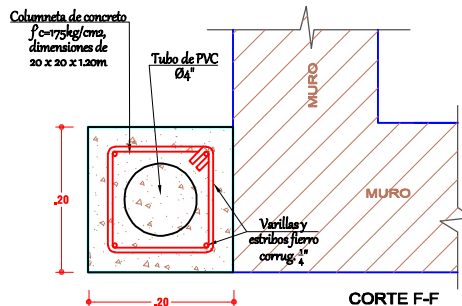 Columneta de concreto
f'c=175kg/cm2,
dimensiones de
20 x 20 x 1.20m
Tubo de PVC
Ø4"
MURO
MURO
.20
Varillas y
estribos fierro
corrug. 1/4"
.20
CORTE F-F